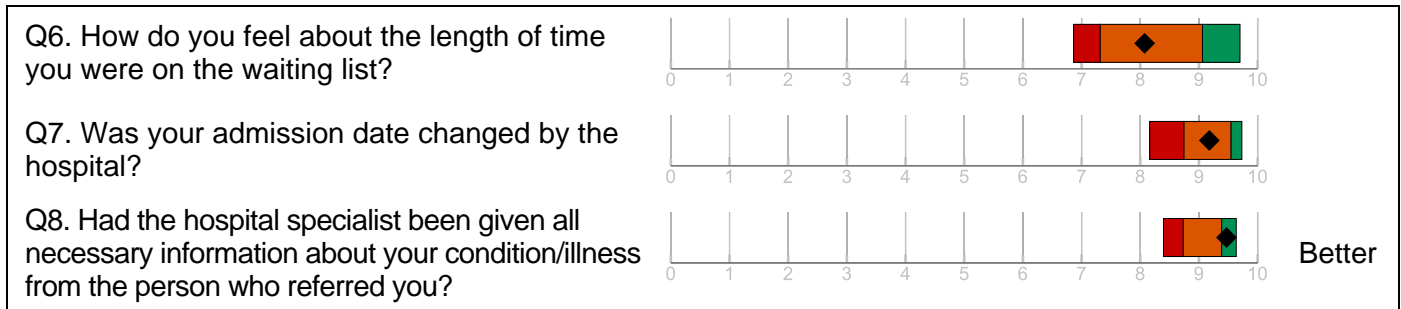 Q6. How do you feel about the length of time
you were on the waiting list?
0 1 2 3 4 5 6 7 8 9 10
Q7. Was your admission date changed by the
hospital?
0 1 2 3 4 5 6 7 8 9 10
Q8. Had the hospital specialist been given all
necessary information about your condition/illness
from the person who referred you?
0 1 2 3 4 5 6 7 8 9 10
Better